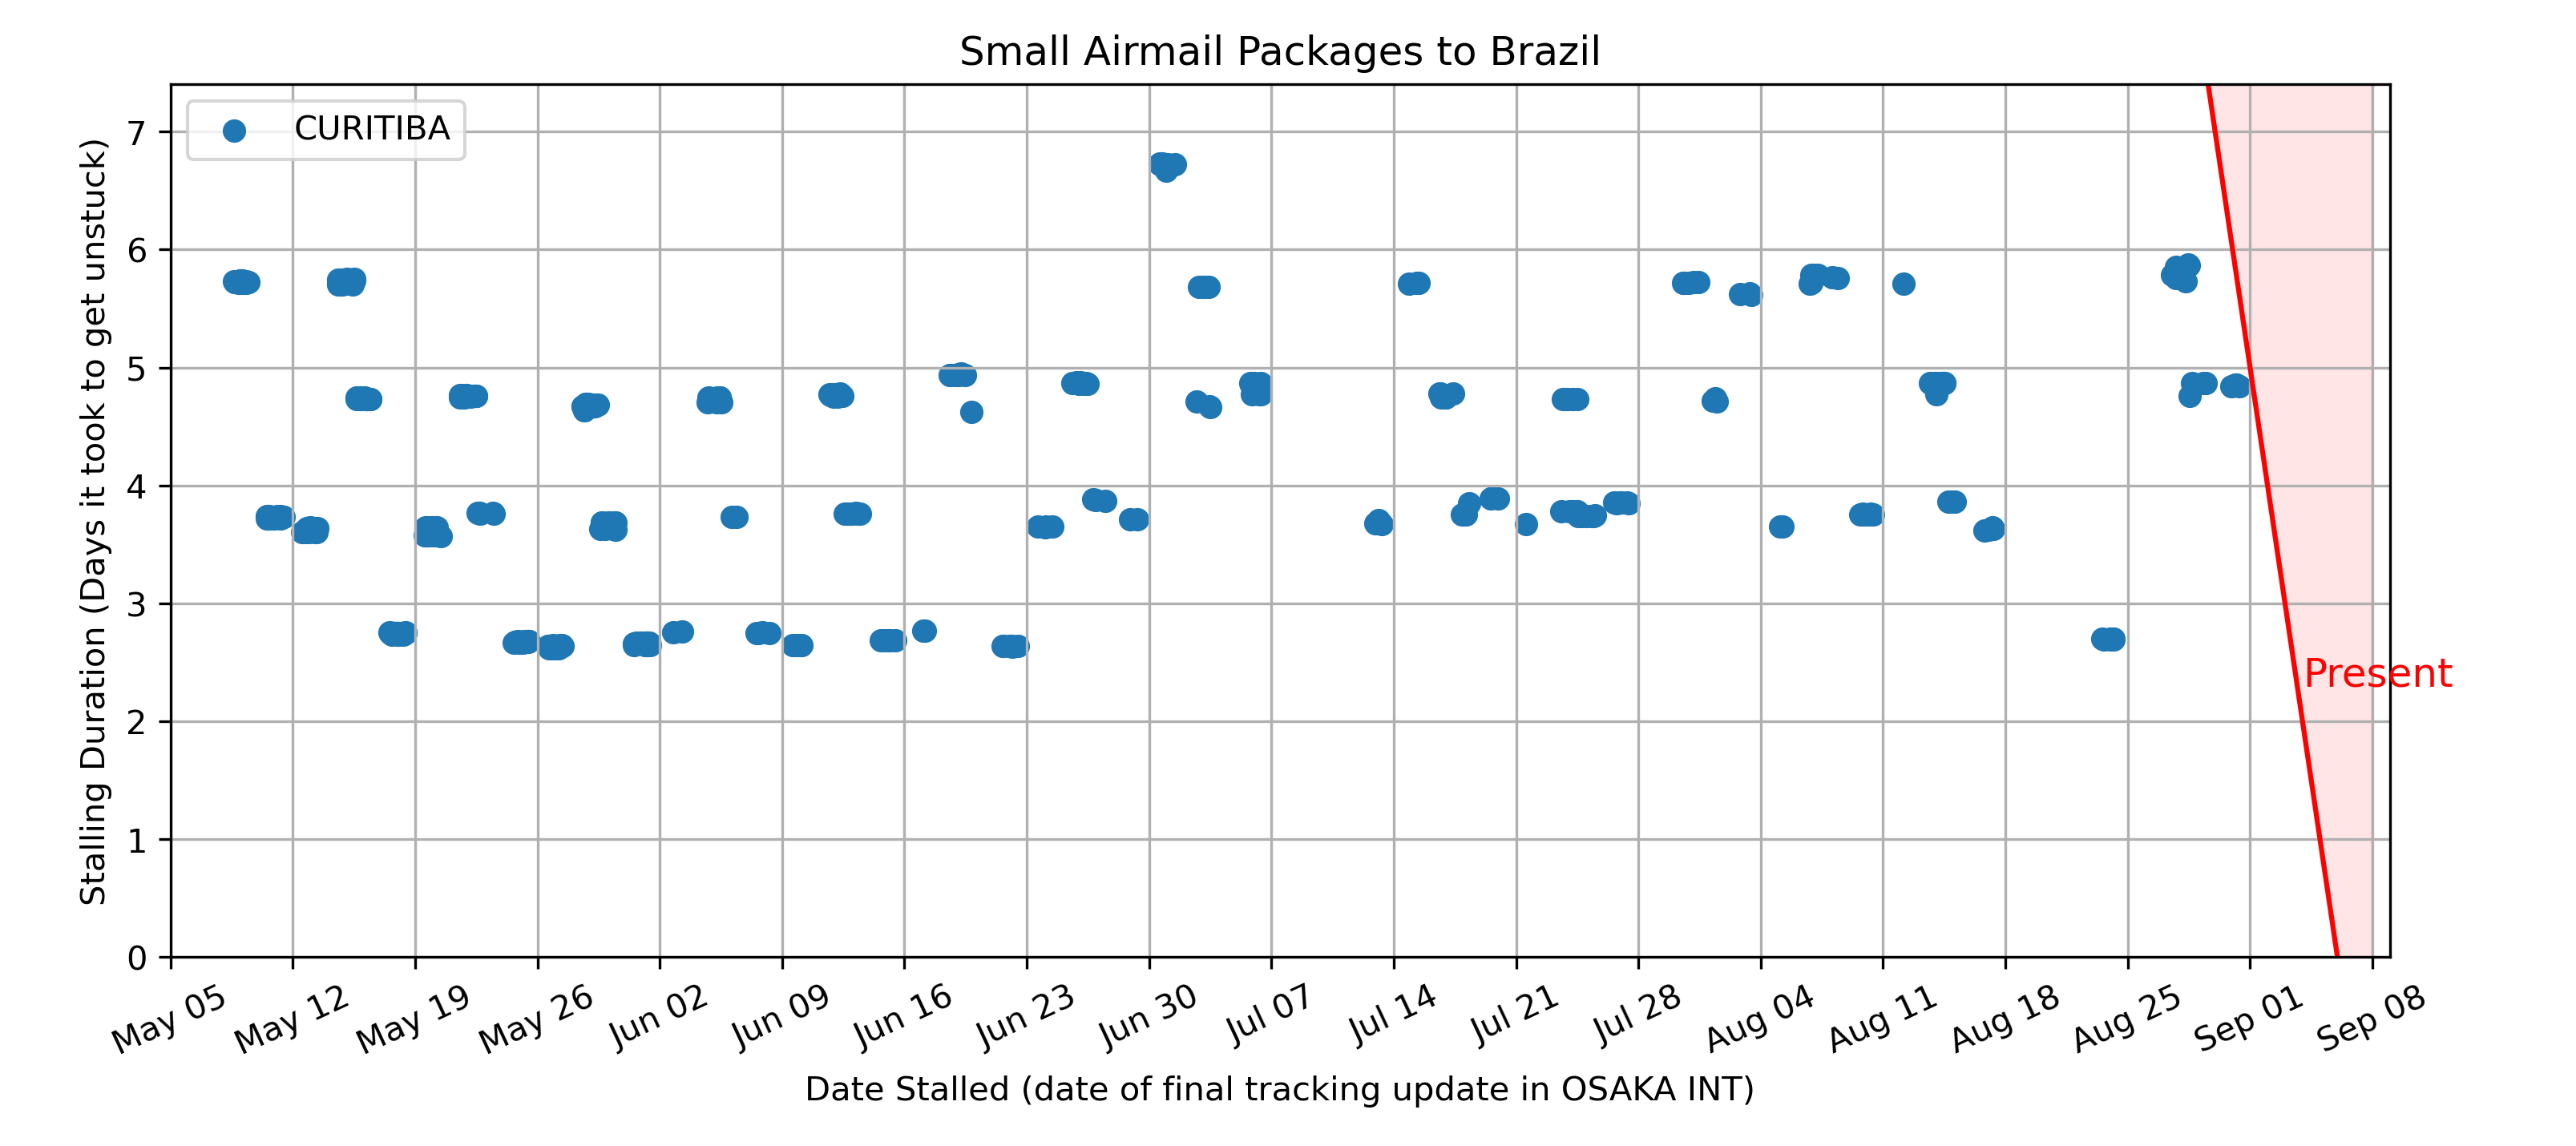 Small Airmail Packages to Brazil
CURITIBA
Stalling Duration (Days it took to get unstuck)
7
6
5
4
3
2
1
0
Present
May 05
May 12
May 19
May 26
Jun 02
Jun 09
Jun 16
Jun 23
Jun 30
Jul 07
Jul 14
Jul 21
Jul 28
Aug 04
Aug 11
Aug 18
Aug 25
Sep 01
Sep 08
Date Stalled (date of final tracking update in OSAKA INT)